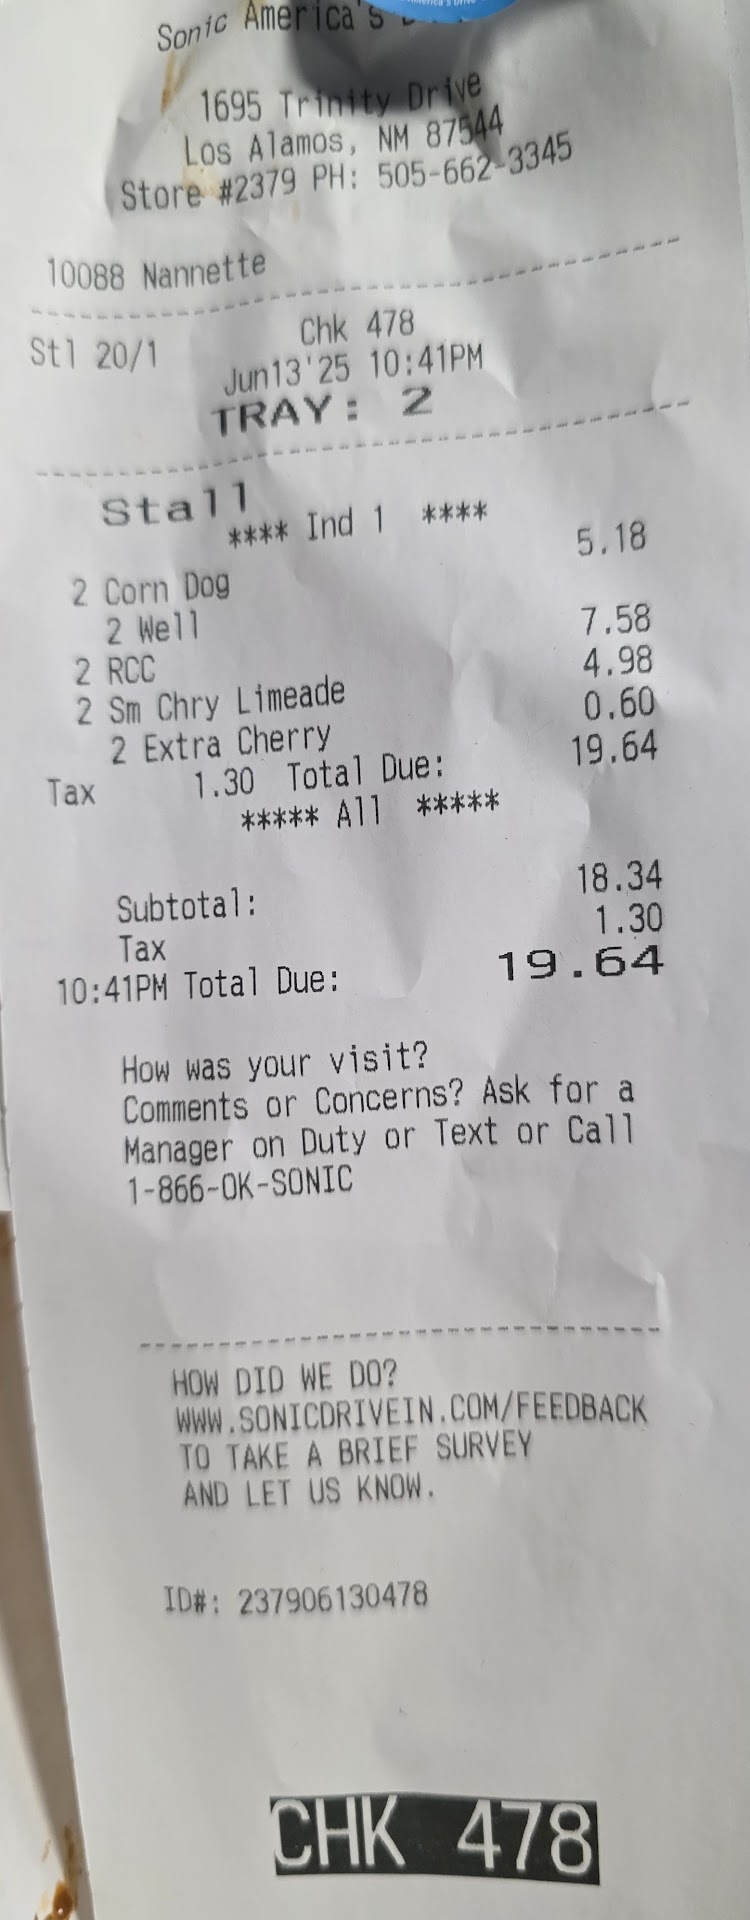 Sonic America's
1695 Trinity Drive
Los Alamos, NM 87544
Store #2379 PH: 505-662-3345
10088 Nannette
Chk 478
Stl 20/1
Jun13'25 10:41PM
TRAY: 2
Stall
**** Ind 1 ****
2 Corn Dog 5.18
2 Well
2 RCC 7.58
2 Sm Chry Limeade 4.98
2 Extra Cherry 0.60
Tax 1.30 Total Due: 19.64
***** All *****
Subtotal: 18.34
Tax 1.30
10:41PM Total Due: 19.64
How was your visit?
Comments or Concerns? Ask for a
Manager on Duty or Text or Call
1-866-OK-SONIC
HOW DID WE DO?
WWW.SONICDRIVEIN.COM/FEEDBACK
TO TAKE A BRIEF SURVEY
AND LET US KNOW.
ID#: 237906130478
CHK 478